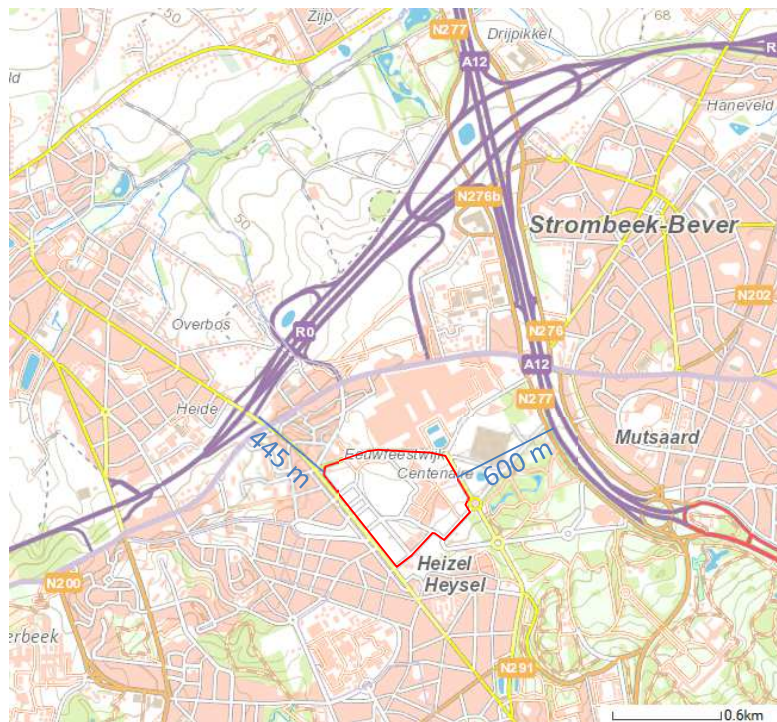 Zijp
50
N277
Drijpikkel
68
A12
R
ld
Haneveld
50
N276b
Strombeek-Bever
N202
Overbos
R0
N276
A12
N277
Heide
445 m
Eeuwfeestwijk
Centenaire
600 m
Mutsaard
Heizel
Heysel
N200
erbeek
N291
0.6km